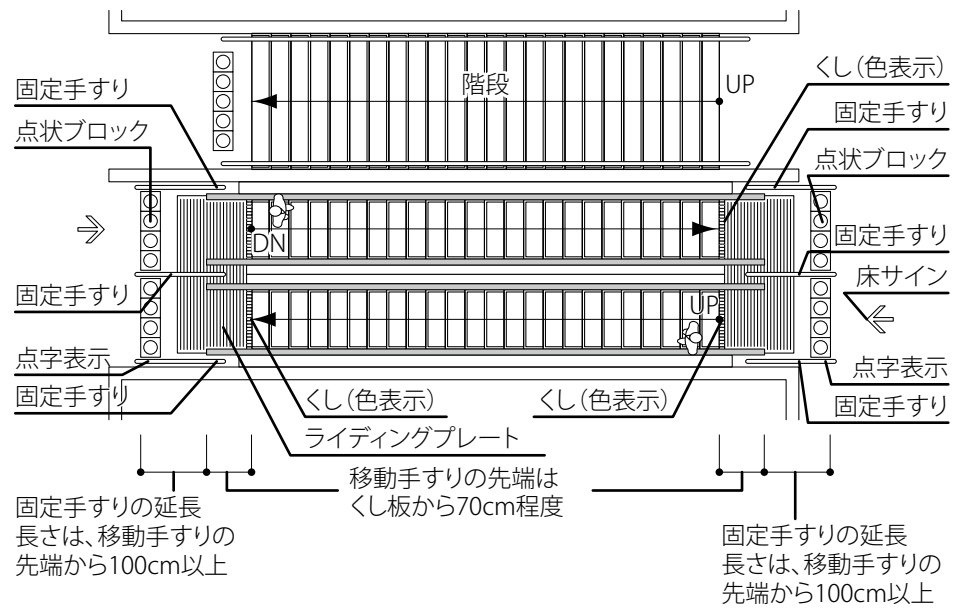 階段
UP
くし（色表示）
固定手すり
固定手すり
点状ブロック
点状ブロック
DN
固定手すり
床サイン
固定手すり
UP
点字表示
点字表示
固定手すり
固定手すり
くし（色表示）
くし（色表示）
ライディングプレート
移動手すりの先端は
くし板から70cm程度
固定手すりの延長
長さは、移動手すりの
先端から100cm以上
固定手すりの延長
長さは、移動手すりの
先端から100cm以上